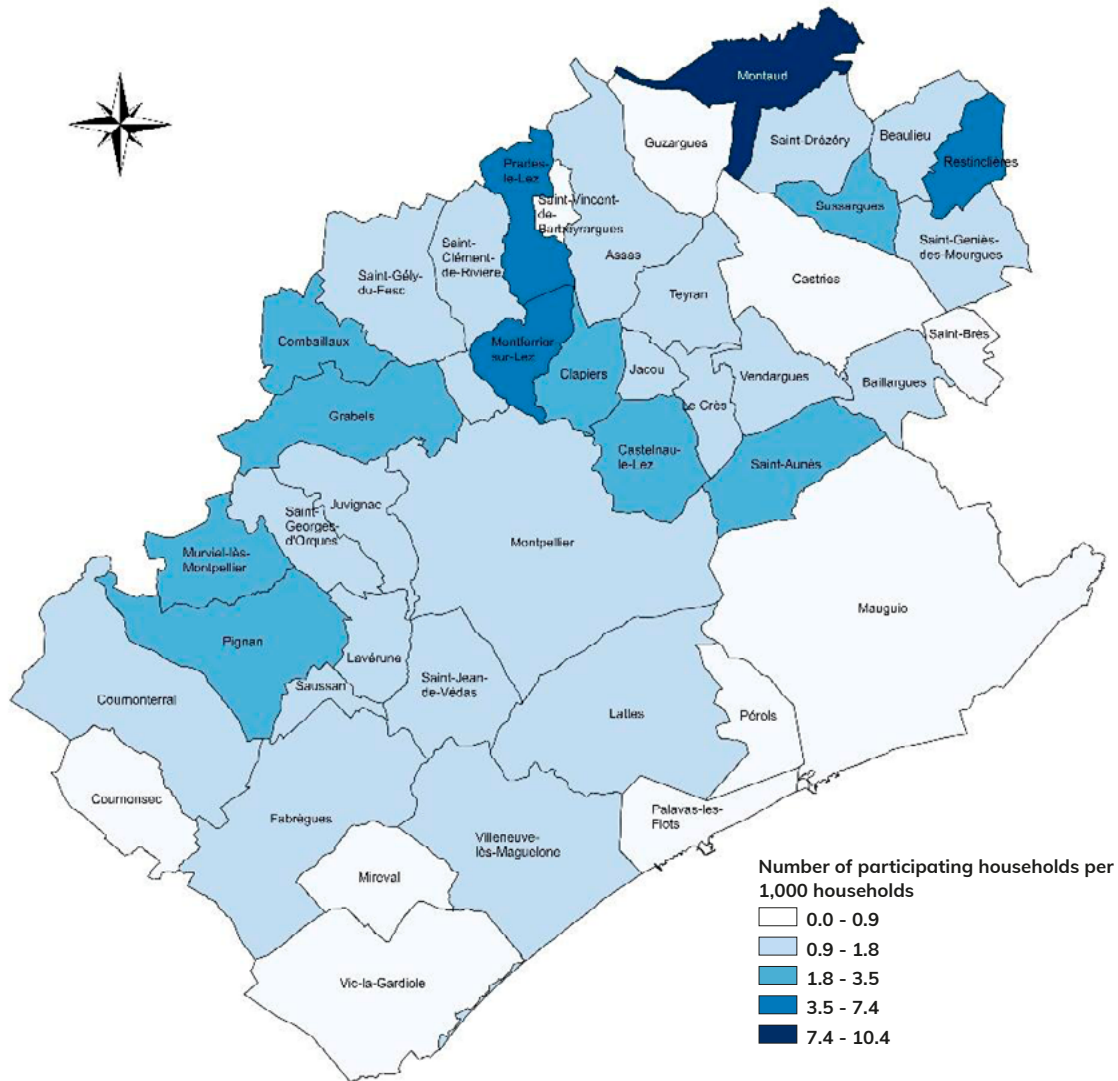 Montaud
Guzargues
Saint-Drézéry
Beaulieu
Restinclières
Prades-
le-Lez
Saint-Vincent-
de-
Barbeyrargues
Sussargues
Saint-Geniès-
des-Mourgues
Saint-
Clément-
de-Rivière
Assas
Saint-Gély-
du-Fesc
Teyran
Castries
Combaillaux
Montferrier-
sur-Lez
Saint-Brès
Clapiers
Jacou
Vendargues
Baillargues
Grabels
Le Crès
Castelnau-
le-Lez
Saint-Aunès
Juvignac
Saint-
Georges-
d'Orques
Montpellier
Murviel-lès-
Montpellier
Mauguio
Pignan
Lavérune
Saussan
Saint-Jean-
de-Védas
Cournonterral
Lattes
Pérols
Cournonsec
Fabrègues
Palavas-les-
Flots
Villeneuve-
lès-Maguelone
Mireval
Vic-la-Gardiole
Number of participating households per
1,000 households
0.0 - 0.9
0.9 - 1.8
1.8 - 3.5
3.5 - 7.4
7.4 - 10.4